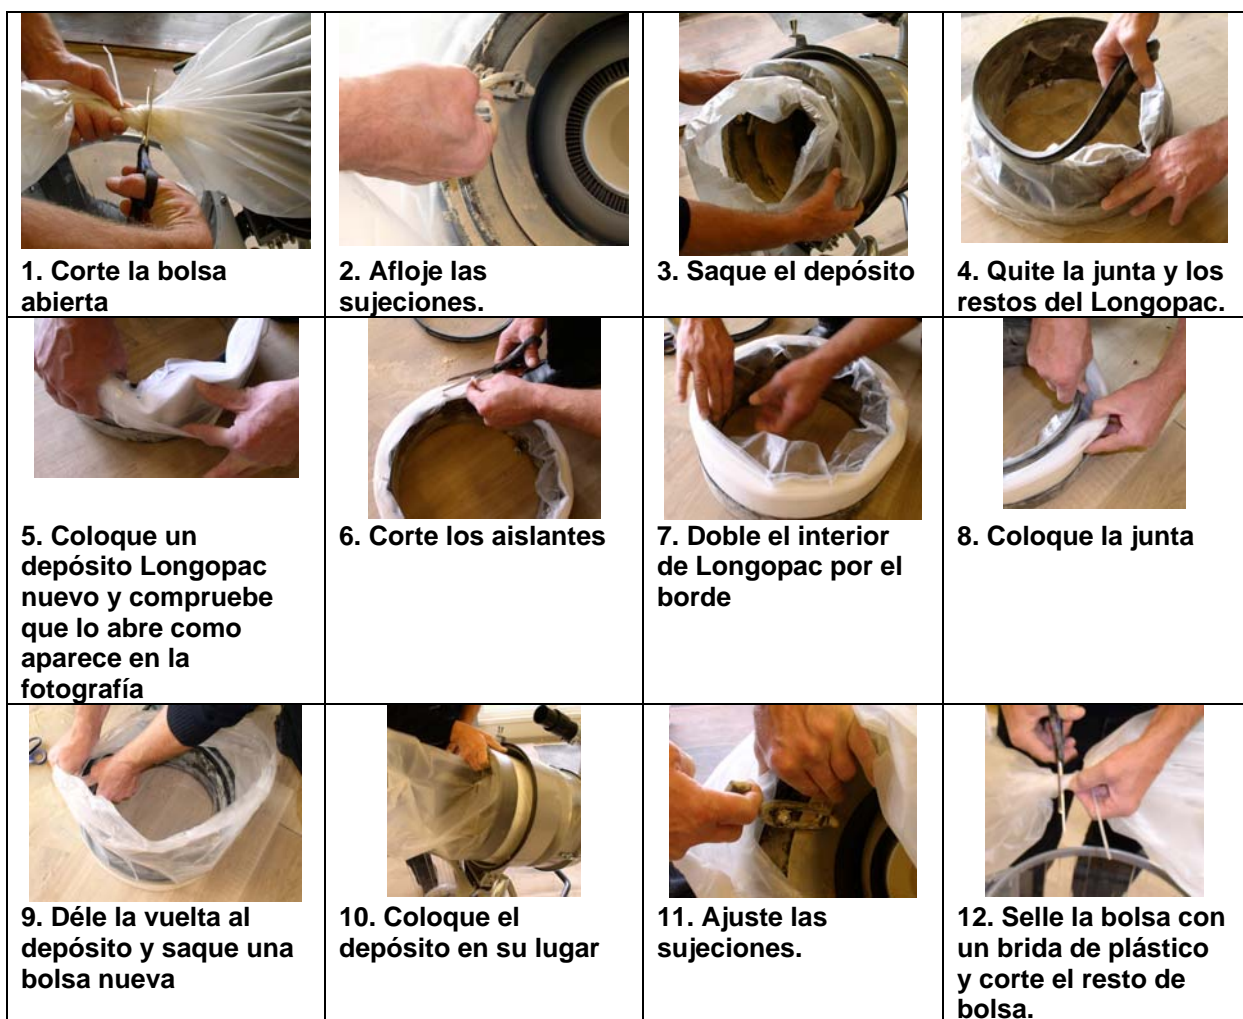 1. Corte la bolsa
abierta
2. Afloje las
sujeciones.
3. Saque el depósito
4. Quite la junta y los
restos del Longopac.
5. Coloque un
depósito Longopac
nuevo y compruebe
que lo abre como
aparece en la
fotografía
6. Corte los aislantes
7. Doble el interior
de Longopac por el
borde
8. Coloque la junta
9. Déle la vuelta al
depósito y saque una
bolsa nueva
10. Coloque el
depósito en su lugar
11. Ajuste las
sujeciones.
12. Selle la bolsa con
un brida de plástico
y corte el resto de
bolsa.